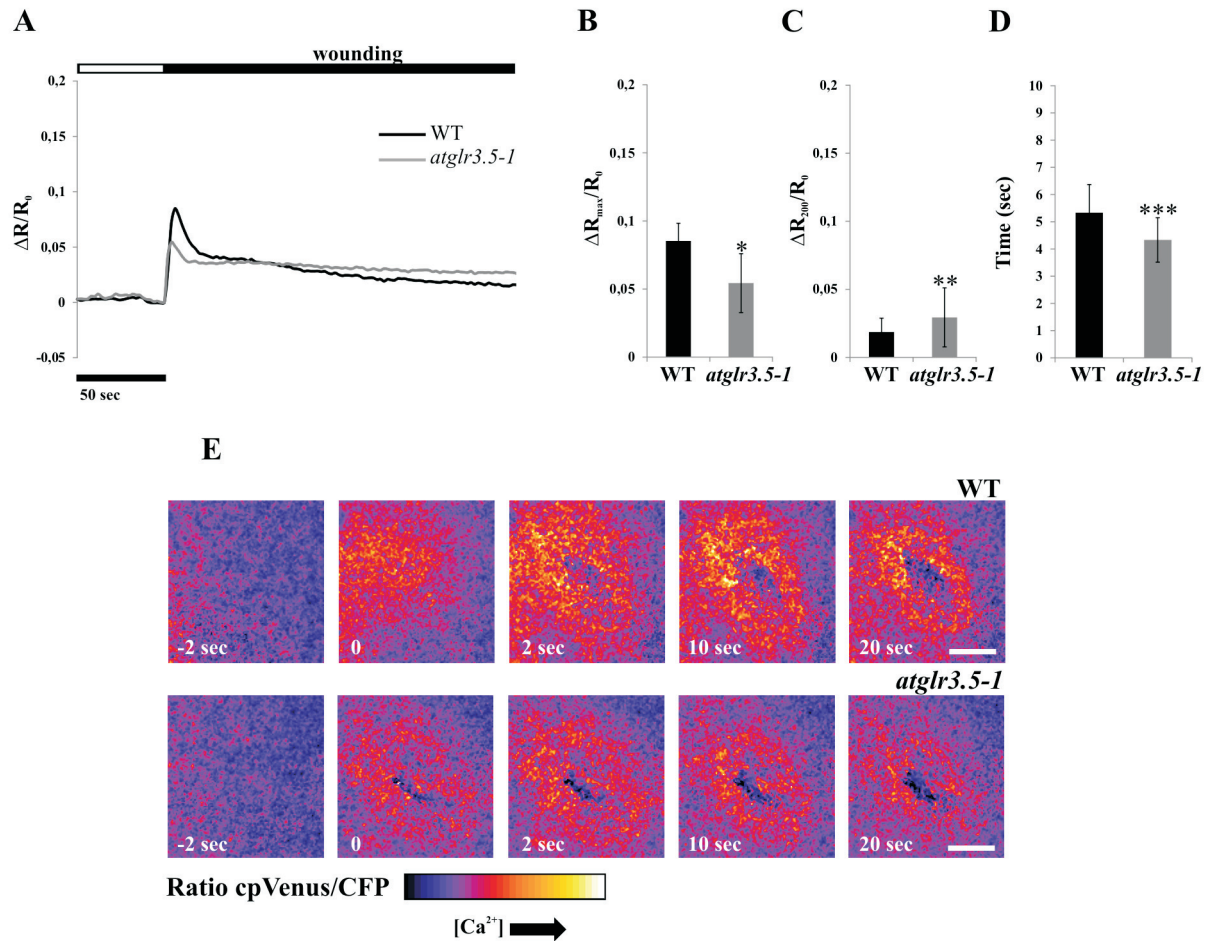 A
wounding
0,2
0,15
0,1
0,05
0
-0,05
ΔR/R₀
WT
atglr3.5-1
50 sec
B
0,2
0,15
0,1
0,05
0
ΔRmax/R₀
*
WT atglr3.5-1
C
0,2
0,15
0,1
0,05
0
ΔR₂₀₀/R₀
**
WT atglr3.5-1
D
10
9
8
7
6
5
4
3
2
1
0
Time (sec)
***
WT atglr3.5-1
E
WT
-2 sec
0
2 sec
10 sec
20 sec
atglr3.5-1
-2 sec
0
2 sec
10 sec
20 sec
Ratio cpVenus/CFP
[Ca²⁺]